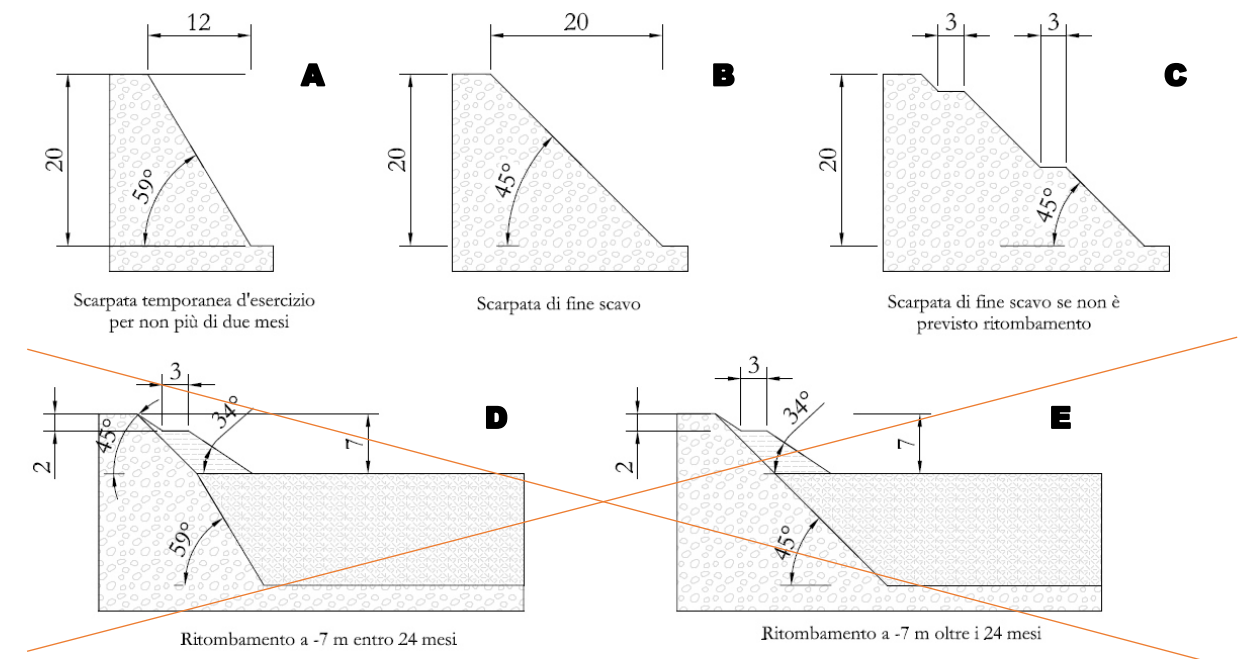 12
20
3
3
A
B
C
20
59°
20
45°
20
45°
Scarpata temporanea d'esercizio
per non più di due mesi
Scarpata di fine scavo
Scarpata di fine scavo se non è
previsto ritombamento
3
34°
D
45°
2
7
59°
3
34°
E
2
7
45°
Ritombamento a -7 m entro 24 mesi
Ritombamento a -7 m oltre i 24 mesi